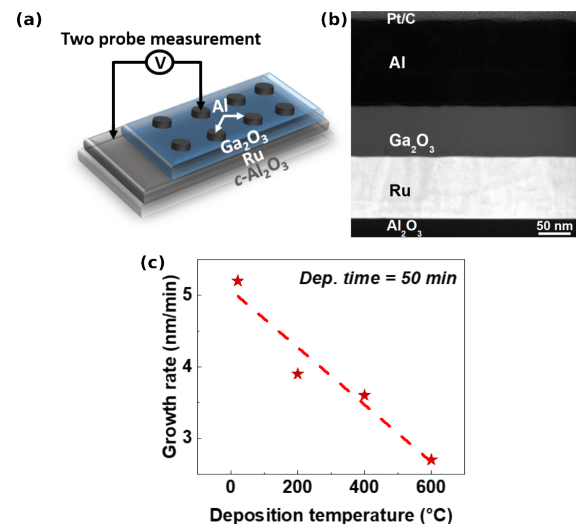 (a)
Two probe measurement
V
Al
Ga₂O₃
Ru
c-Al₂O₃
(b)
Pt/C
Al
Ga₂O₃
Ru
Al₂O₃
50 nm
(c)
Dep. time = 50 min
Growth rate (nm/min)
5
4
3
0 200 400 600
Deposition temperature (°C)